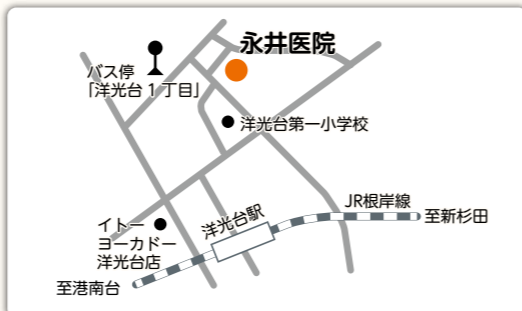 永井医院
バス停
「洋光台1丁目」
洋光台第一小学校
JR根岸線
至新杉田
洋光台駅
イトー
ヨーカドー
洋光台店
至港南台